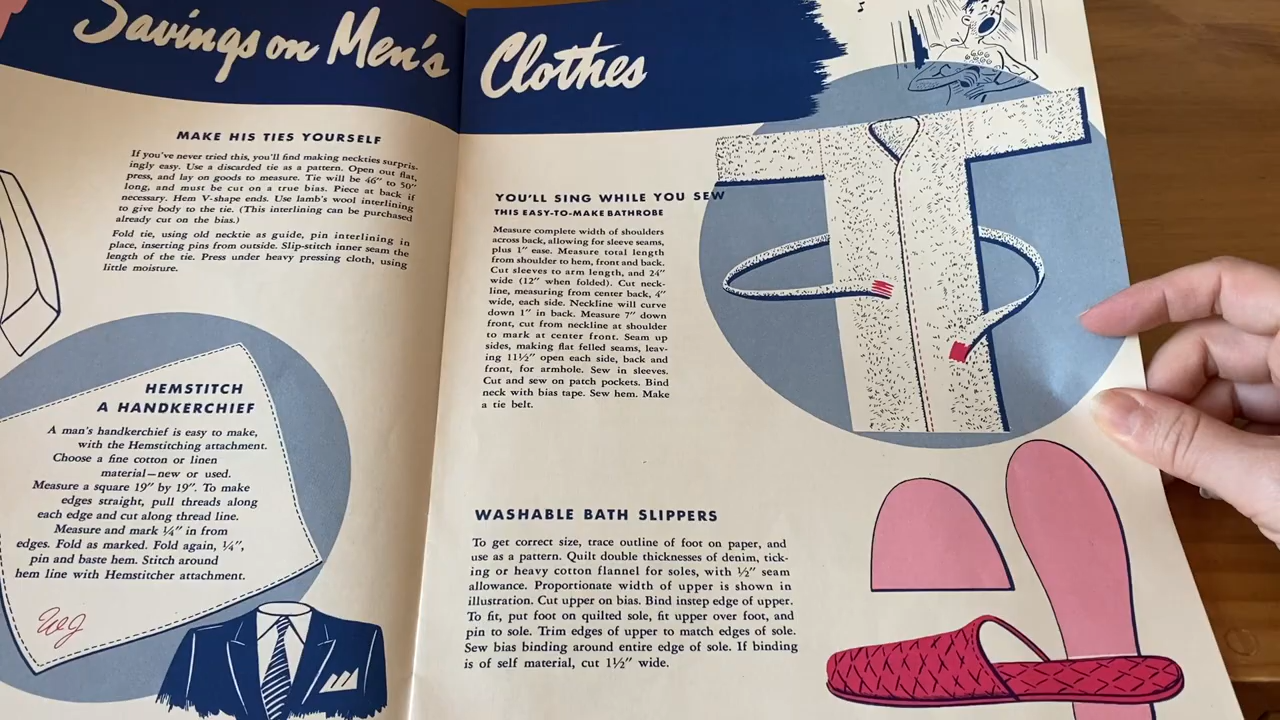 Savings on Men's Clothes
MAKE HIS TIES YOURSELF
If you've never tried this, you'll find making neckties surpris-
ingly easy. Use a discarded tie as a pattern. Open out flat,
press, and lay on goods to measure. Tie will be 46" to 50"
long, and must be cut on a true bias. Piece at back if
necessary. Hem V-shape ends. Use lamb's wool interlining
to give body to the tie. (This interlining can be purchased
already cut on the bias.)
Fold tie, using old necktie as guide, pin interlining in
place, inserting pins from outside. Slip-stitch inner seam the
length of the tie. Press under heavy pressing cloth, using
little moisture.
HEMSTITCH
A HANDKERCHIEF
A man's handkerchief is easy to make,
with the Hemstitching attachment.
Choose a fine cotton or linen
material—new or used.
Measure a square 19" by 19". To make
edges straight, pull threads along
each edge and cut along thread line.
Measure and mark ¼" in from
edges. Fold as marked. Fold again, ¼",
pin and baste hem. Stitch around
hem line with Hemstitcher attachment.
WEJ
YOU'LL SING WHILE YOU SEW
THIS EASY-TO-MAKE BATHROBE
Measure complete width of shoulders
across back, allowing for sleeve seams,
plus 1" ease. Measure total length
from shoulder to hem, front and back.
Cut sleeves to arm length, and 24"
wide (12" when folded). Cut neck-
line, measuring from center back, 4"
wide, each side. Neckline will curve
down 1" in back. Measure 7" down
front, cut from neckline at shoulder
to mark at center front. Seam up
sides, making flat felled seams, leav-
ing 11½" open each side, back and
front, for armhole. Sew in sleeves.
Cut and sew on patch pockets. Bind
neck with bias tape. Sew hem. Make
a tie belt.
WASHABLE BATH SLIPPERS
To get correct size, trace outline of foot on paper, and
use as a pattern. Quilt double thicknesses of denim, tick-
ing or heavy cotton flannel for soles, with ½" seam
allowance. Proportionate width of upper is shown in
illustration. Cut upper on bias. Bind instep edge of upper.
To fit, put foot on quilted sole, fit upper over foot, and
pin to sole. Trim edges of upper to match edges of sole.
Sew bias binding around entire edge of sole. If binding
is of self material, cut 1½" wide.